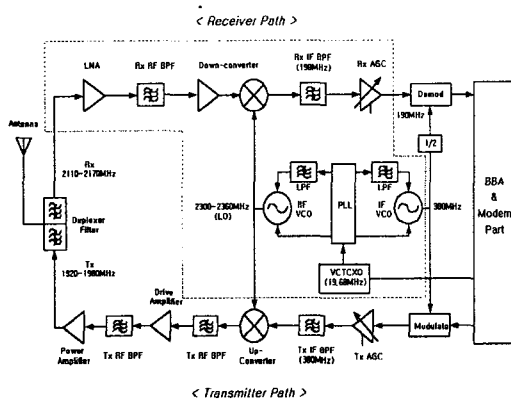 < Receiver Path >
LNA
Rx RF BPF
Down-converter
Rx IF BPF
(190MHz)
Rx AGC
Demod
190MHz
1/2
Antenna
Rx
2110-2170MHz
Duplexer
Filter
Tx
1920-1980MHz
2300-2360MHz
(LO)
LPF
RF
VCO
PLL
LPF
IF
VCO
380MHz
BBA
&
Modem
Part
VCTCXO
(19.68MHz)
Drive
Amplifier
Power
Amplifier
Tx RF BPF
Tx RF BPF
Up-
Converter
Tx IF BPF
(380MHz)
Tx AGC
Modulato
< Transmitter Path >